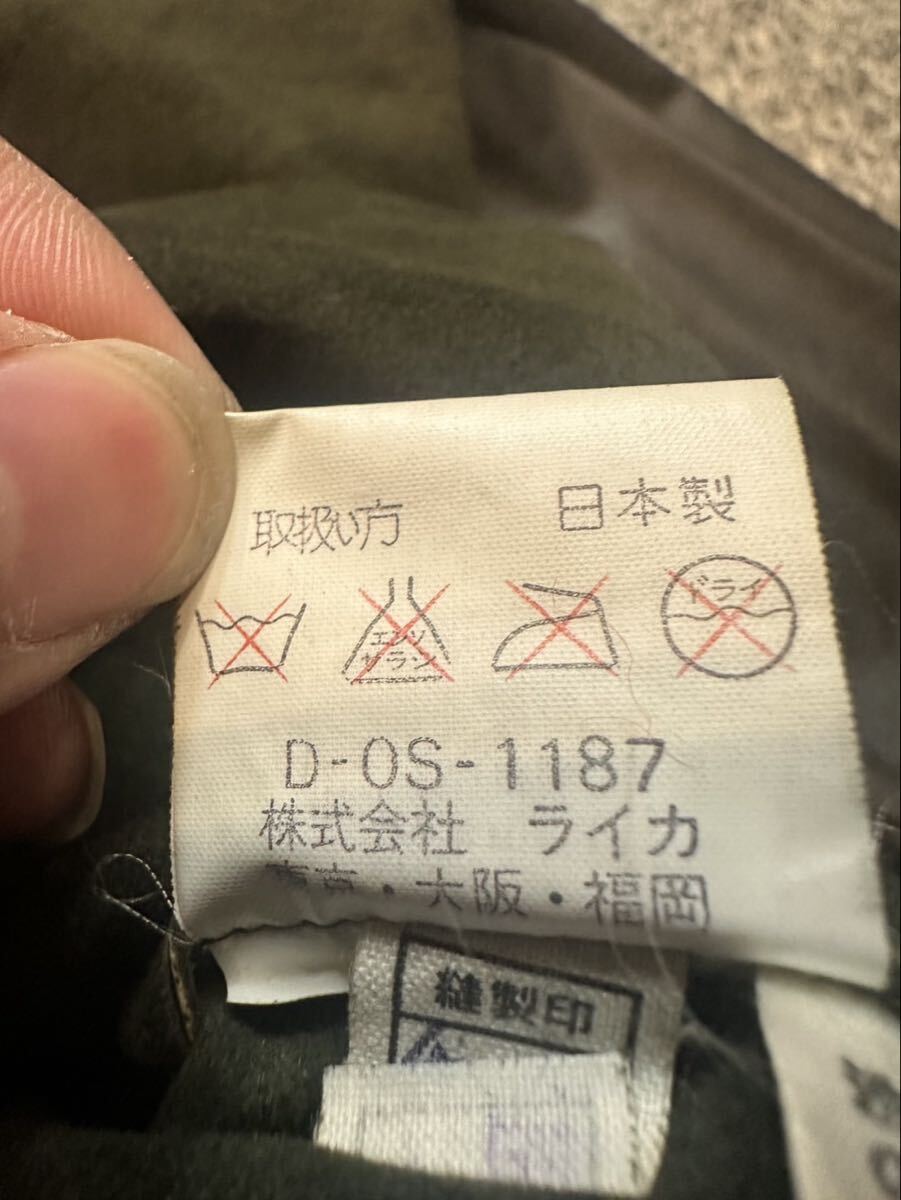 取扱い方 日本製
エンソ
サラシ
ドライ
D-OS-1187
株式会社 ライカ
東京・大阪・福岡
縫製印